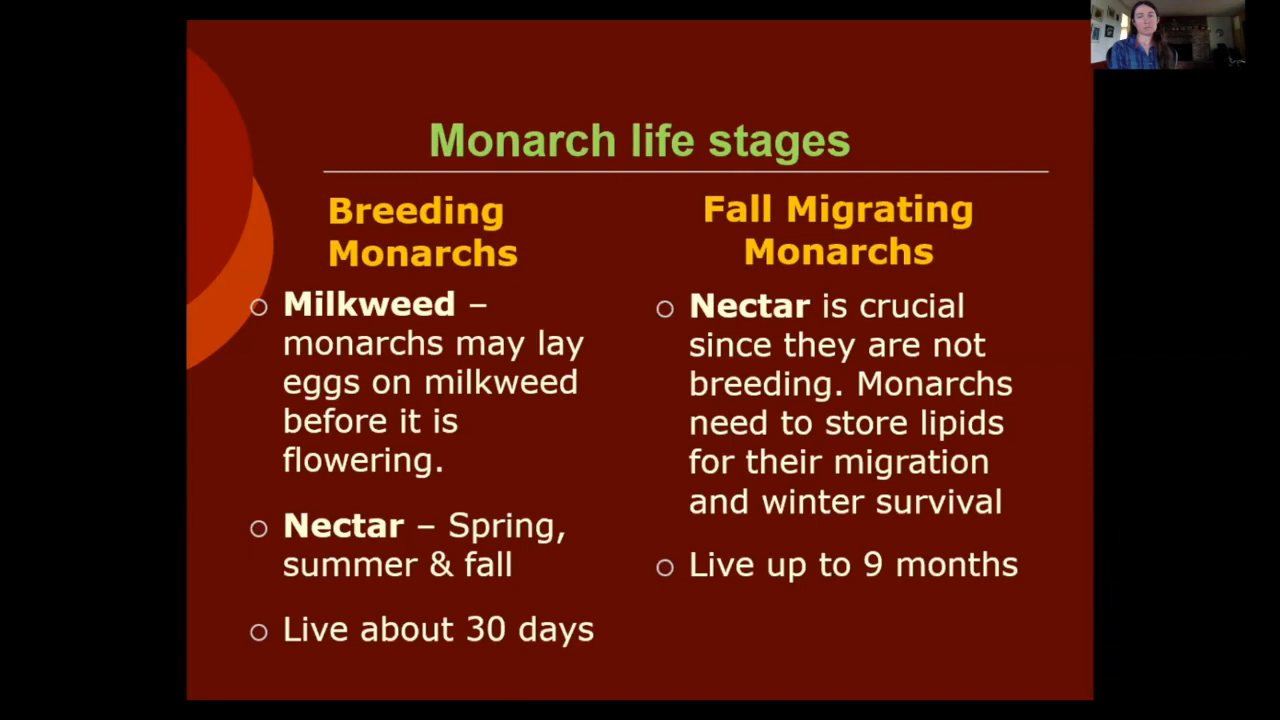 Monarch life stages
Breeding
Monarchs
○ Milkweed –
monarchs may lay
eggs on milkweed
before it is
flowering.
○ Nectar – Spring,
summer & fall
○ Live about 30 days
Fall Migrating
Monarchs
○ Nectar is crucial
since they are not
breeding. Monarchs
need to store lipids
for their migration
and winter survival
○ Live up to 9 months